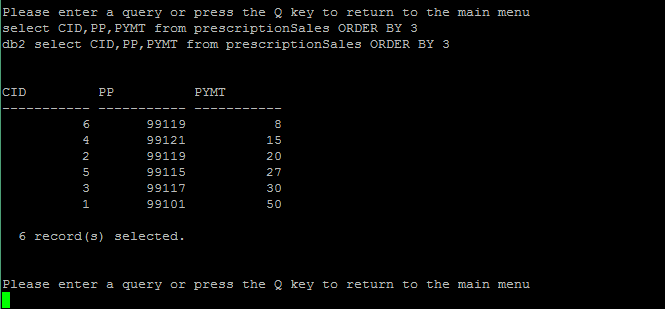 Please enter a query or press the Q key to return to the main menu
select CID,PP,PYMT from prescriptionSales ORDER BY 3
db2 select CID,PP,PYMT from prescriptionSales ORDER BY 3
CID         PP          PYMT
----------- ----------- -----------
          6       99119           8
          4       99121          15
          2       99119          20
          5       99115          27
          3       99117          30
          1       99101          50
  6 record(s) selected.
Please enter a query or press the Q key to return to the main menu